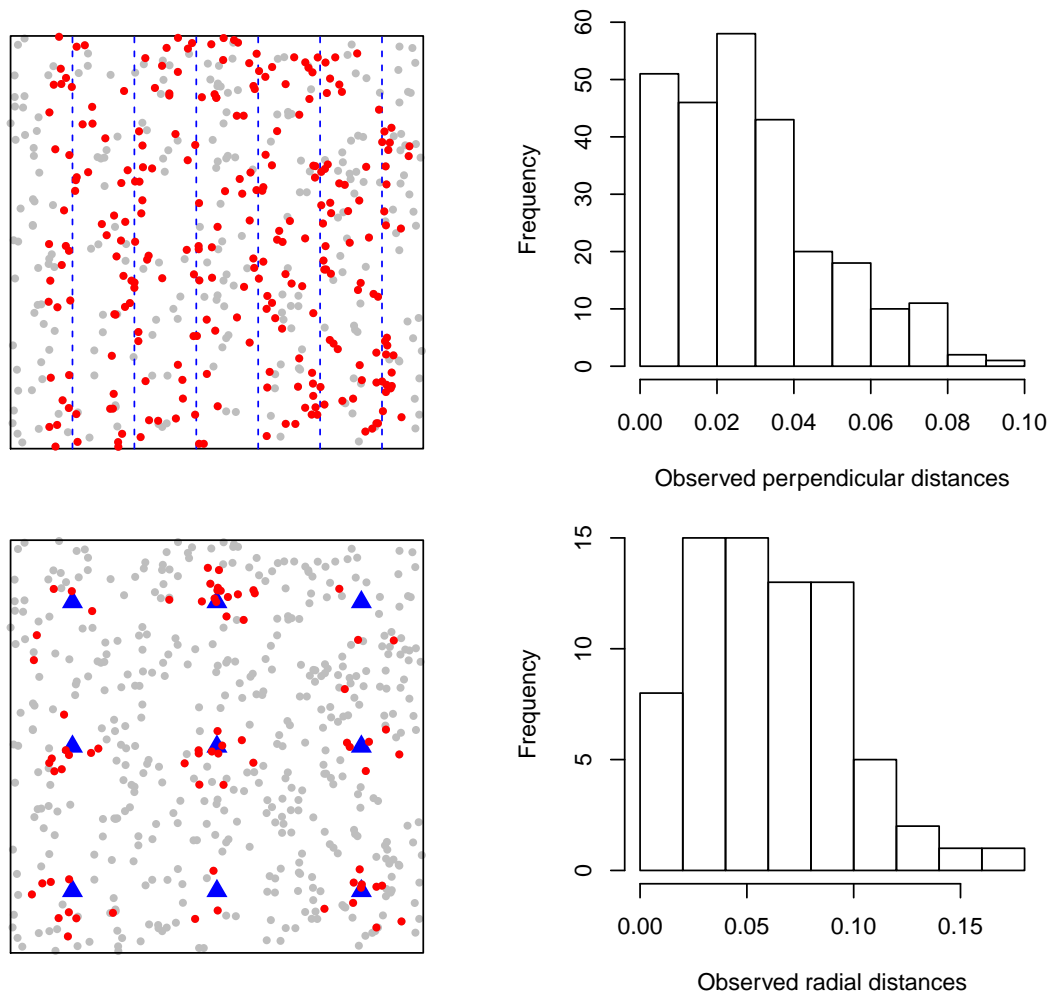 60
50
40
30
20
10
0
Frequency
0.00 0.02 0.04 0.06 0.08 0.10
Observed perpendicular distances
15
10
5
0
Frequency
0.00 0.05 0.10 0.15
Observed radial distances